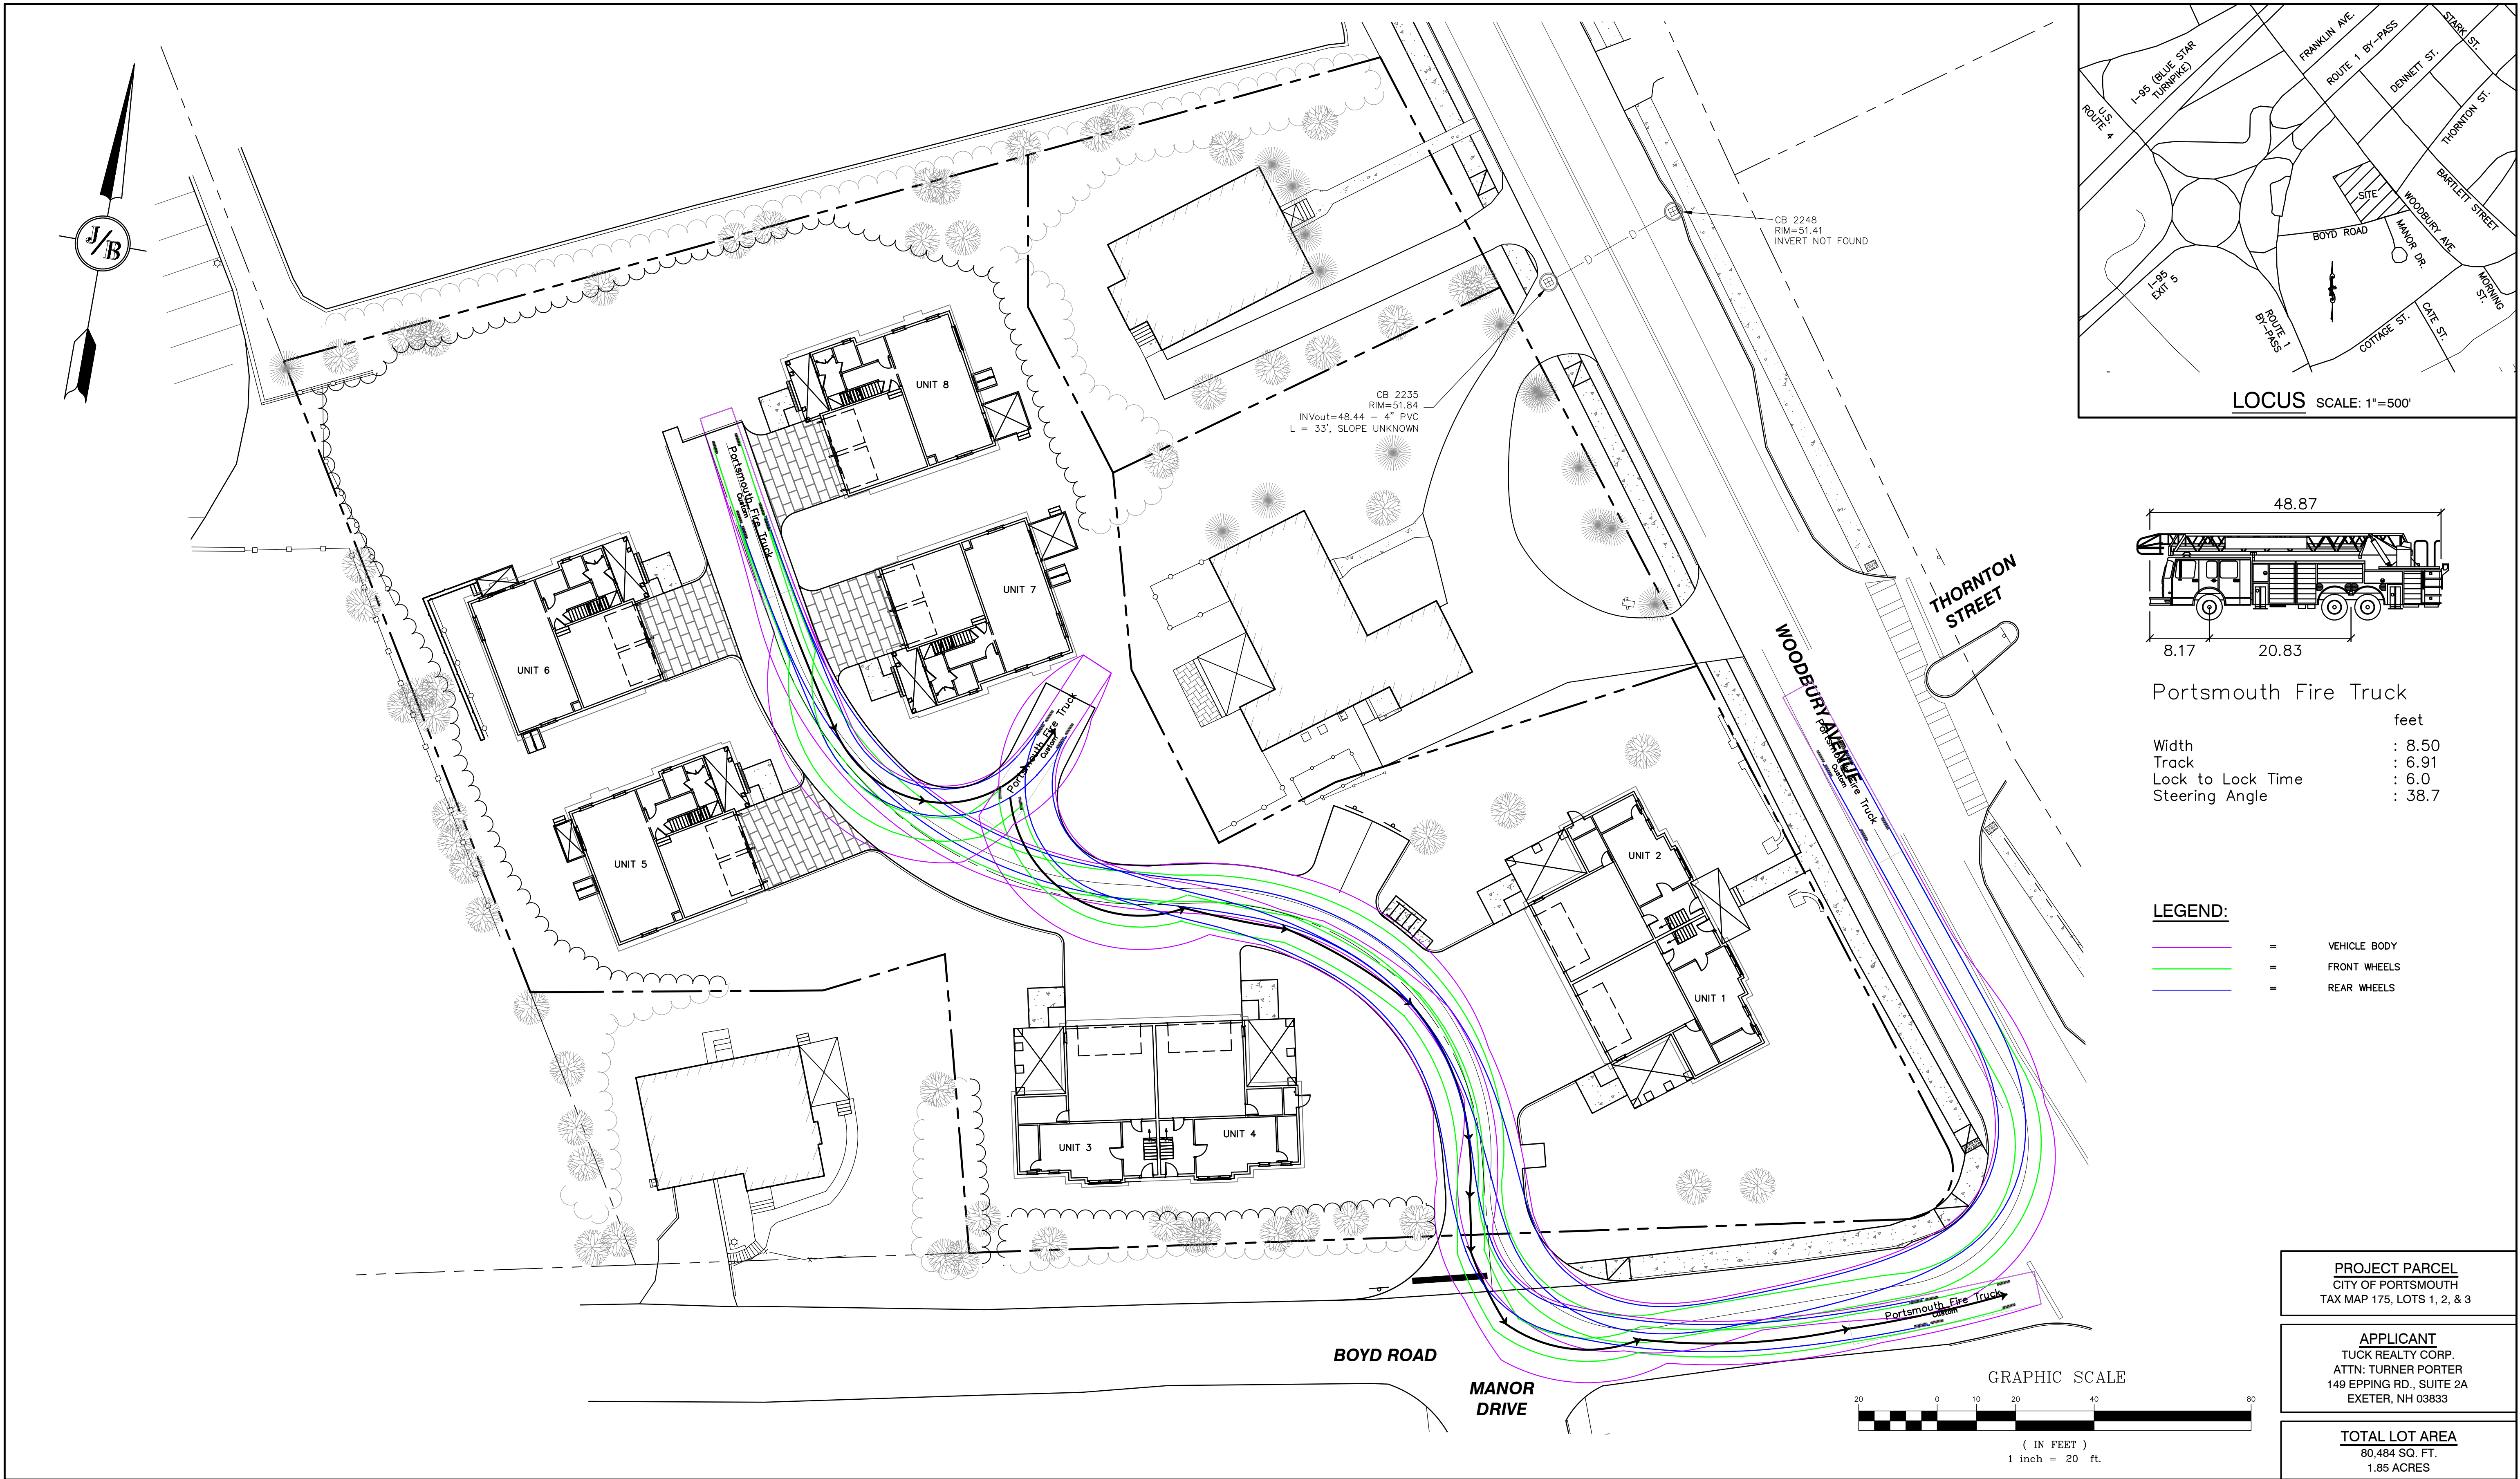 J/B
CB 2248
RIM=51.41
INVERT NOT FOUND
CB 2235
RIM=51.84
INVout=48.44 - 4" PVC
L = 33', SLOPE UNKNOWN
UNIT 8
UNIT 7
UNIT 6
UNIT 5
UNIT 2
UNIT 1
UNIT 3
UNIT 4
Portsmouth Fire Truck
Custom
Portsmouth Fire Truck
Custom
Portsmouth Fire Truck
Custom
Portsmouth Fire Truck
Custom
THORNTON
STREET
WOODBURY AVENUE
BOYD ROAD
MANOR
DRIVE
I-95 (BLUE STAR
TURNPIKE)
U.S.
ROUTE 4
FRANKLIN AVE.
ROUTE 1 BY-PASS
STARK ST.
DENNETT ST.
THORNTON ST.
BARTLETT STREET
SITE
WOODBURY AVE.
BOYD ROAD
MANOR DR.
I-95
EXIT 5
ROUTE 1
BY-PASS
COTTAGE ST.
CATE ST.
MORNING
ST.
LOCUS SCALE: 1"=500'
48.87
8.17
20.83
Portsmouth Fire Truck
feet
Width : 8.50
Track : 6.91
Lock to Lock Time : 6.0
Steering Angle : 38.7
LEGEND:
= VEHICLE BODY
= FRONT WHEELS
= REAR WHEELS
GRAPHIC SCALE
20 0 10 20 40 80
( IN FEET )
1 inch = 20 ft.
PROJECT PARCEL
CITY OF PORTSMOUTH
TAX MAP 175, LOTS 1, 2, & 3
APPLICANT
TUCK REALTY CORP.
ATTN: TURNER PORTER
149 EPPING RD., SUITE 2A
EXETER, NH 03833
TOTAL LOT AREA
80,484 SQ. FT.
1.85 ACRES